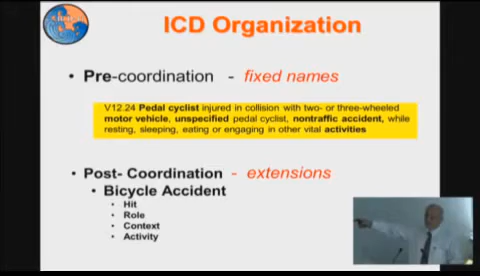 ICD Organization
• Pre-coordination - fixed names
V12.24 Pedal cyclist injured in collision with two- or three-wheeled
motor vehicle, unspecified pedal cyclist, nontraffic accident, while
resting, sleeping, eating or engaging in other vital activities
• Post- Coordination - extensions
• Bicycle Accident
• Hit
• Role
• Context
• Activity